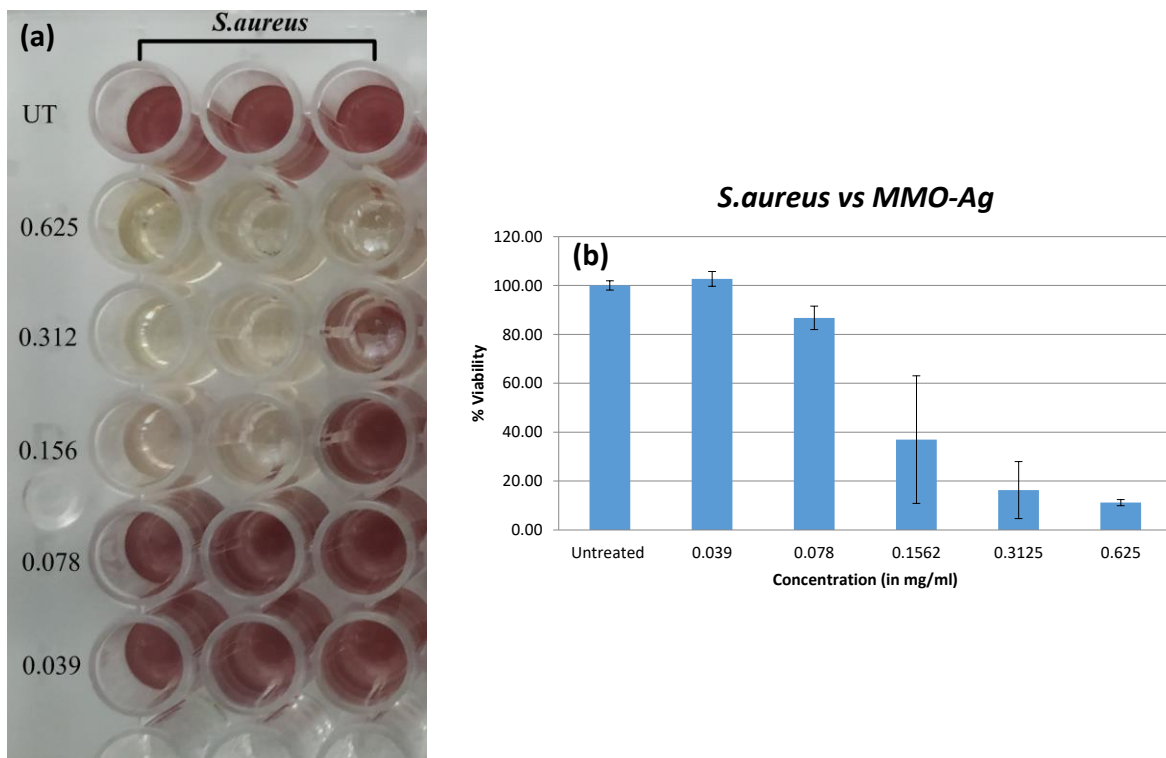 (a)
S.aureus
UT
0.625
0.312
0.156
0.078
0.039
S.aureus vs MMO-Ag
(b)
120.00
100.00
80.00
60.00
40.00
20.00
0.00
% Viability
Untreated 0.039 0.078 0.1562 0.3125 0.625
Concentration (in mg/ml)